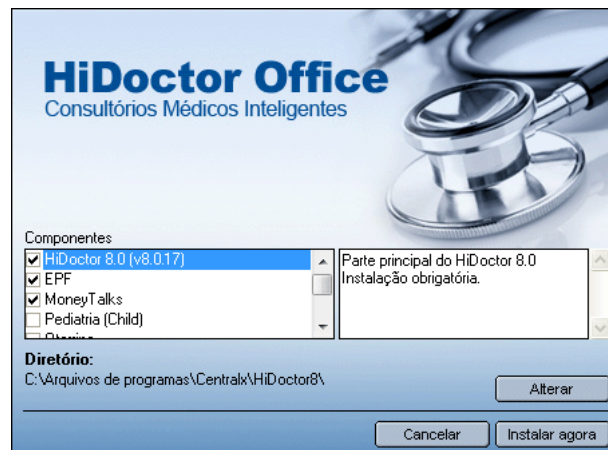 HiDoctor Office
Consultórios Médicos Inteligentes
Componentes
HiDoctor 8.0 (v8.0.17)
EPF
MoneyTalks
Pediatria (Child)
Parte principal do HiDoctor 8.0
Instalação obrigatória.
Diretório:
C:\Arquivos de programas\Centralx\HiDoctor8\
Alterar
Cancelar
Instalar agora